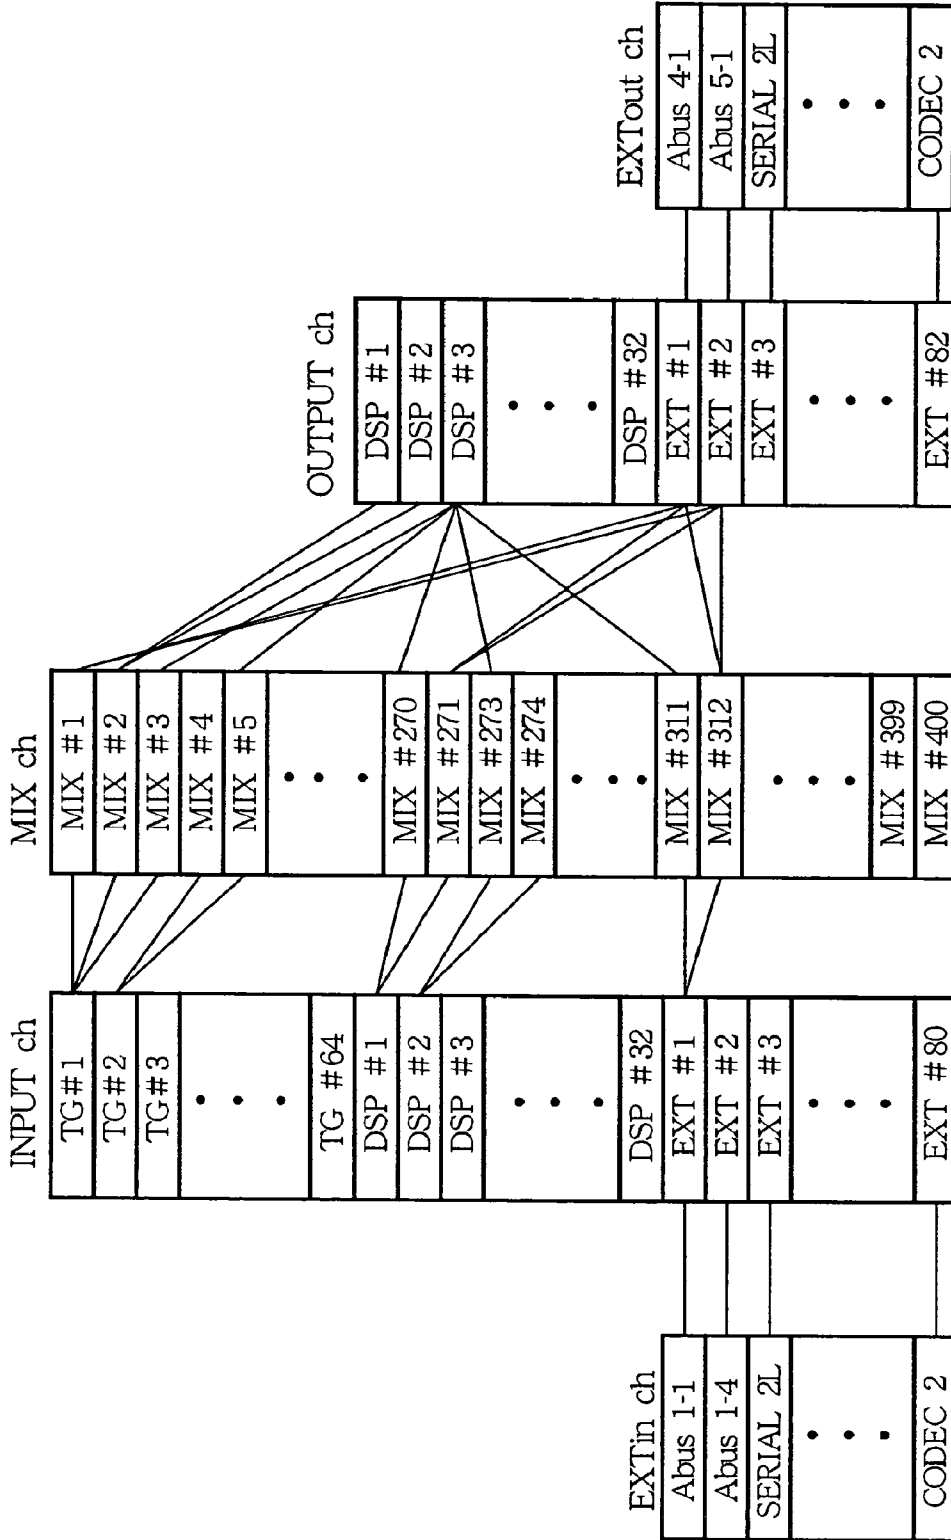 EXTin ch
Abus 1-1
Abus 1-4
SERIAL 2L
CODEC 2
INPUT ch
TG#1
TG#2
TG#3
TG #64
DSP #1
DSP #2
DSP #3
DSP #32
EXT #1
EXT #2
EXT #3
EXT #80
MIX ch
MIX #1
MIX #2
MIX #3
MIX #4
MIX #5
MIX #270
MIX #271
MIX #273
MIX #274
MIX #311
MIX #312
MIX #399
MIX #400
OUTPUT ch
DSP #1
DSP #2
DSP #3
DSP #32
EXT #1
EXT #2
EXT #3
EXT #82
EXTout ch
Abus 4-1
Abus 5-1
SERIAL 2L
CODEC 2